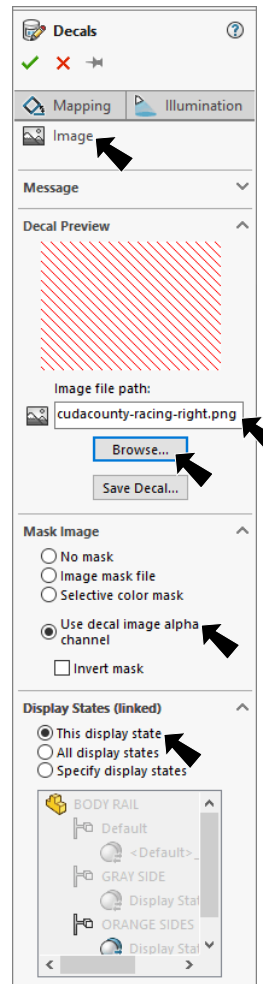 Decals
Mapping
Illumination
Image
Message
Decal Preview
Image file path:
cudacounty-racing-right.png
Browse...
Save Decal...
Mask Image
No mask
Image mask file
Selective color mask
Use decal image alpha
channel
Invert mask
Display States (linked)
This display state
All display states
Specify display states
BODY RAIL
Default
<Default>_
GRAY SIDE
Display Stat
ORANGE SIDES
Display Stat